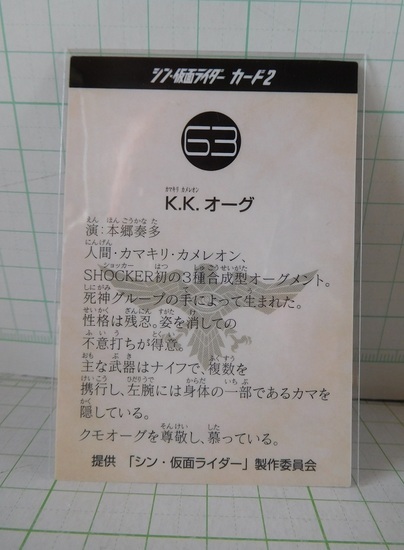 シン・仮面ライダー カード2
63
カマキリ カメレオン
K.K. オーグ
えん ほんごうかなた
演：本郷奏多
にんげん
人間・カマキリ・カメレオン、
ショッカー はつ しゅごうせいがた
SHOCKER初の3種合成型オーグメント。
しにがみ て う
死神グループの手によって生まれた。
せいかく ざんにん すがた け
性格は残忍。姿を消しての
ふいう とくい
不意打ちが得意。
おも ぶき ふくすう
主な武器はナイフで、複数を
けいこう ひだりうで からだ いちぶ
携行し、左腕には身体の一部であるカマを
かく
隠している。
そんけい した
クモオーグを尊敬し、慕っている。
提供 「シン・仮面ライダー」製作委員会